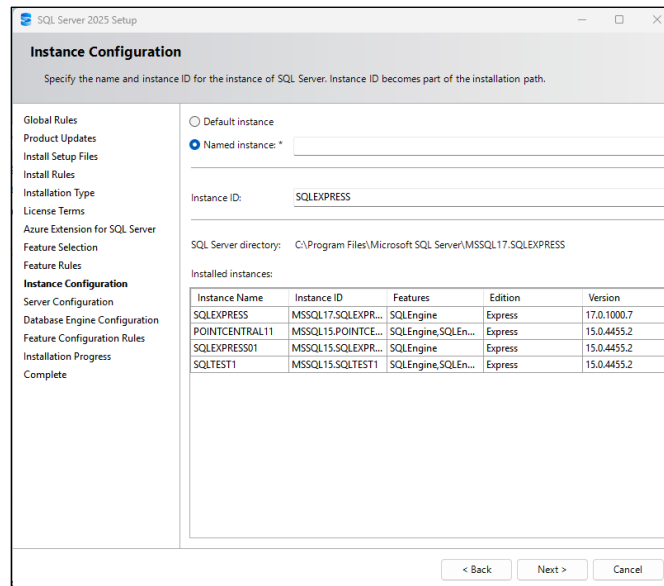 SQL Server 2025 Setup
Instance Configuration
Specify the name and instance ID for the instance of SQL Server. Instance ID becomes part of the installation path.
Global Rules
Product Updates
Install Setup Files
Install Rules
Installation Type
License Terms
Azure Extension for SQL Server
Feature Selection
Feature Rules
Instance Configuration
Server Configuration
Database Engine Configuration
Feature Configuration Rules
Installation Progress
Complete
Default instance
Named instance: *
Instance ID: SQLEXPRESS
SQL Server directory: C:\Program Files\Microsoft SQL Server\MSSQL17.SQLEXPRESS
Installed instances:
Instance Name Instance ID Features Edition Version
SQLEXPRESS MSSQL17.SQLEXPR... SQLEngine Express 17.0.1000.7
POINTCENTRAL11 MSSQL15.POINTCE... SQLEngine,SQLEn... Express 15.0.4455.2
SQLEXPRESS01 MSSQL15.SQLEXPR... SQLEngine Express 15.0.4455.2
SQLTEST1 MSSQL15.SQLTEST1 SQLEngine,SQLEn... Express 15.0.4455.2
< Back Next > Cancel